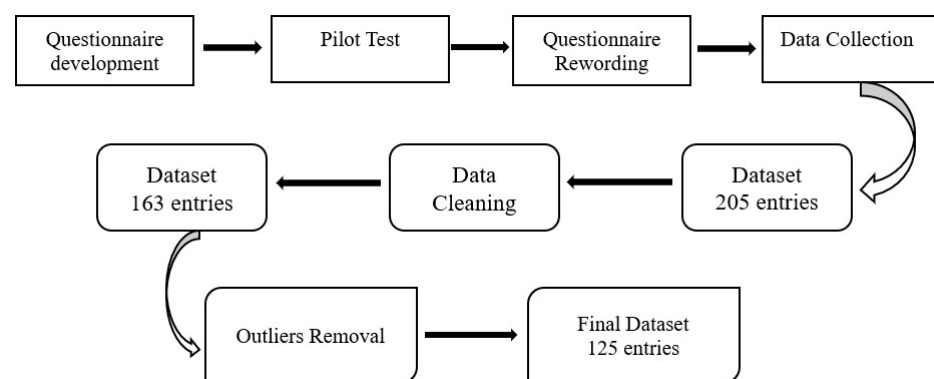 Questionnaire
development
Pilot Test
Questionnaire
Rewording
Data Collection
Dataset
205 entries
Data
Cleaning
Dataset
163 entries
Outliers Removal
Final Dataset
125 entries